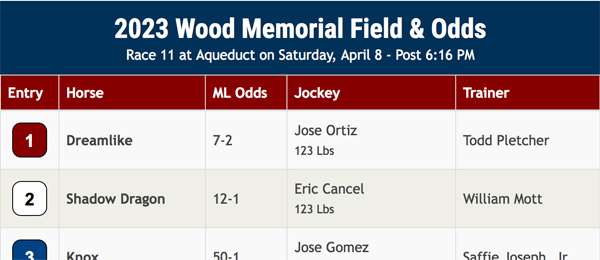 2023 Wood Memorial Field & Odds
Race 11 at Aqueduct on Saturday, April 8 - Post 6:16 PM
Entry Horse ML Odds Jockey Trainer
1 Dreamlike 7-2 Jose Ortiz 123 Lbs Todd Pletcher
2 Shadow Dragon 12-1 Eric Cancel 123 Lbs William Mott
3 Knox 50-1 Jose Gomez Saffie Joseph, Jr.